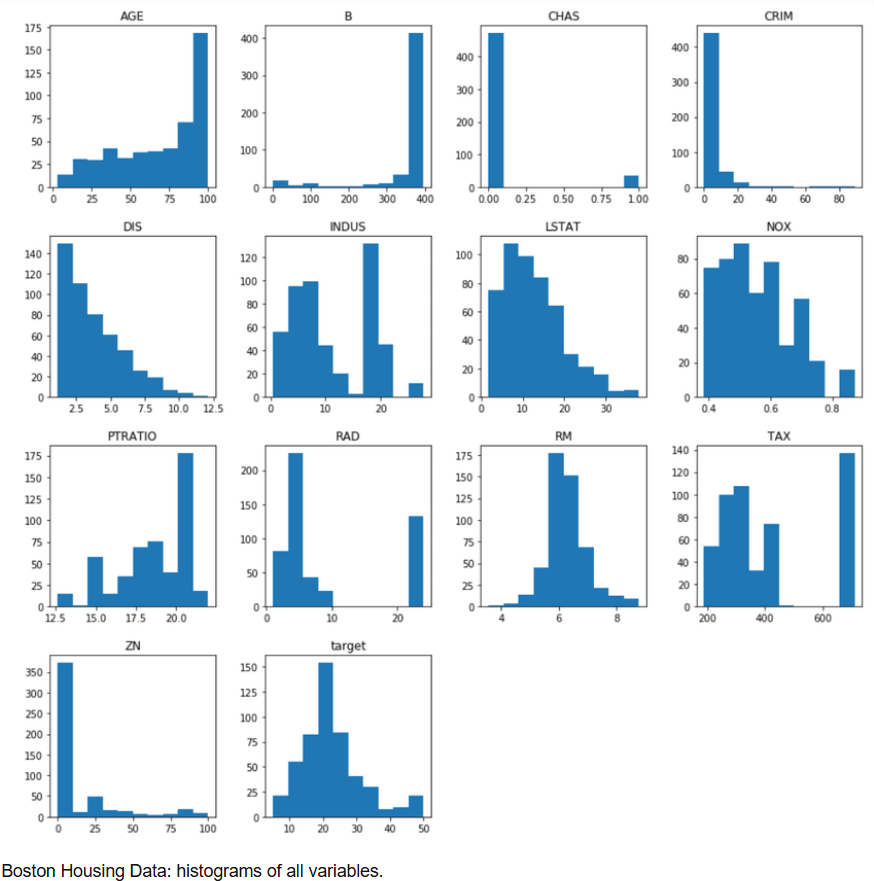 AGE B CHAS CRIM
175 150 125 100 75 50 25 0
400 300 200 100 0
400 300 200 100 0
400 300 200 100 0
0 25 50 75 100
0 100 200 300 400
0.00 0.25 0.50 0.75 1.00
0 20 40 60 80
DIS INDUS LSTAT NOX
140 120 100 80 60 40 20 0
120 100 80 60 40 20 0
100 80 60 40 20 0
80 60 40 20 0
2.5 5.0 7.5 10.0 12.5
0 10 20
0 10 20 30
0.4 0.6 0.8
PTRATIO RAD RM TAX
175 150 125 100 75 50 25 0
200 150 100 50 0
175 150 125 100 75 50 25 0
140 120 100 80 60 40 20 0
12.5 15.0 17.5 20.0
0 10 20
4 6 8
200 400 600
ZN target
350 300 250 200 150 100 50 0
150 125 100 75 50 25 0
0 25 50 75 100
10 20 30 40 50
Boston Housing Data: histograms of all variables.